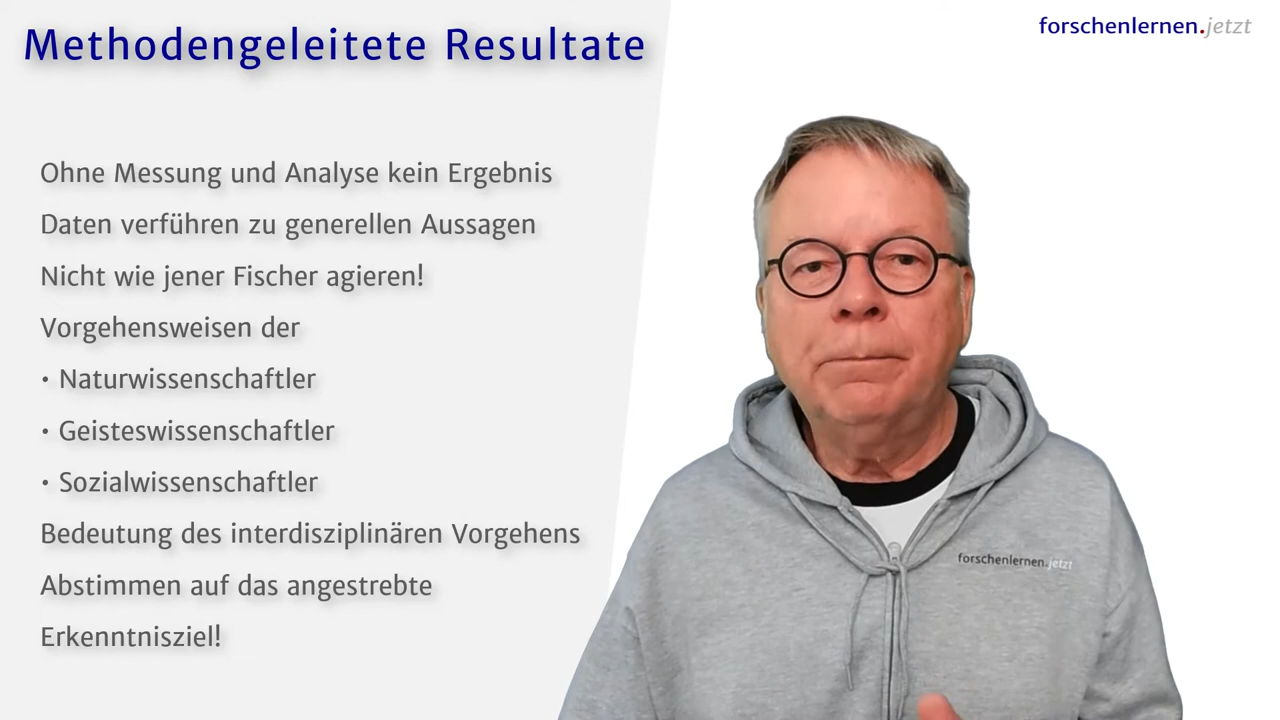 Methodengeleitete Resultate
forschenlernen.jetzt
Ohne Messung und Analyse kein Ergebnis
Daten verführen zu generellen Aussagen
Nicht wie jener Fischer agieren!
Vorgehensweisen der
• Naturwissenschaftler
• Geisteswissenschaftler
• Sozialwissenschaftler
Bedeutung des interdisziplinären Vorgehens
Abstimmen auf das angestrebte
Erkenntnisziel!
forschenlernen.jetzt